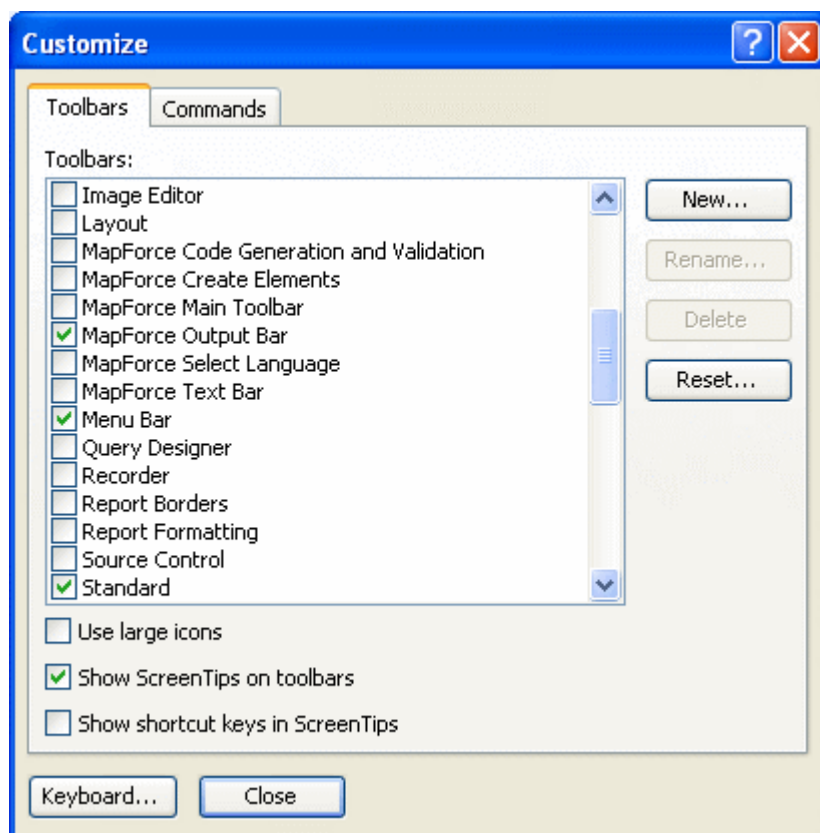 Customize
Toolbars
Commands
Toolbars:
Image Editor
Layout
MapForce Code Generation and Validation
MapForce Create Elements
MapForce Main Toolbar
MapForce Output Bar
MapForce Select Language
MapForce Text Bar
Menu Bar
Query Designer
Recorder
Report Borders
Report Formatting
Source Control
Standard
New...
Rename...
Delete
Reset...
Use large icons
Show ScreenTips on toolbars
Show shortcut keys in ScreenTips
Keyboard...
Close